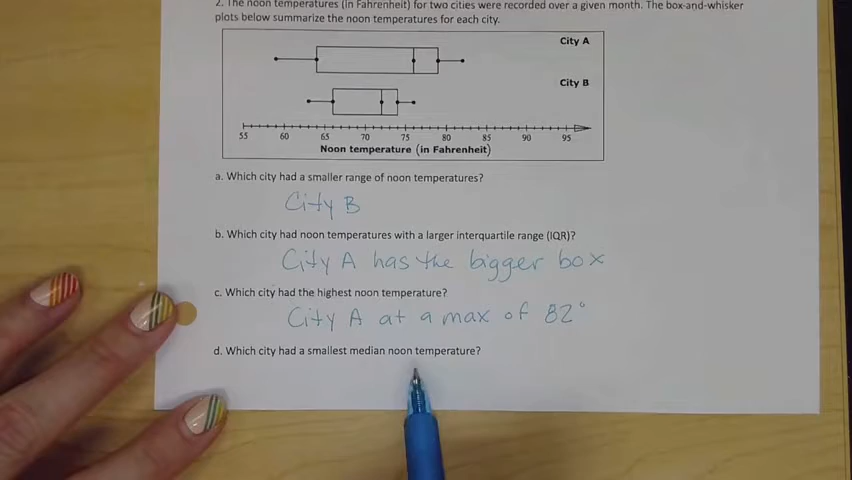 2. The noon temperatures (in Fahrenheit) for two cities were recorded over a given month. The box-and-whisker
plots below summarize the noon temperatures for each city.
City A
City B
55 60 65 70 75 80 85 90 95
Noon temperature (in Fahrenheit)
a. Which city had a smaller range of noon temperatures?
City B
b. Which city had noon temperatures with a larger interquartile range (IQR)?
City A has the bigger box
c. Which city had the highest noon temperature?
City A at a max of 82°
d. Which city had a smallest median noon temperature?